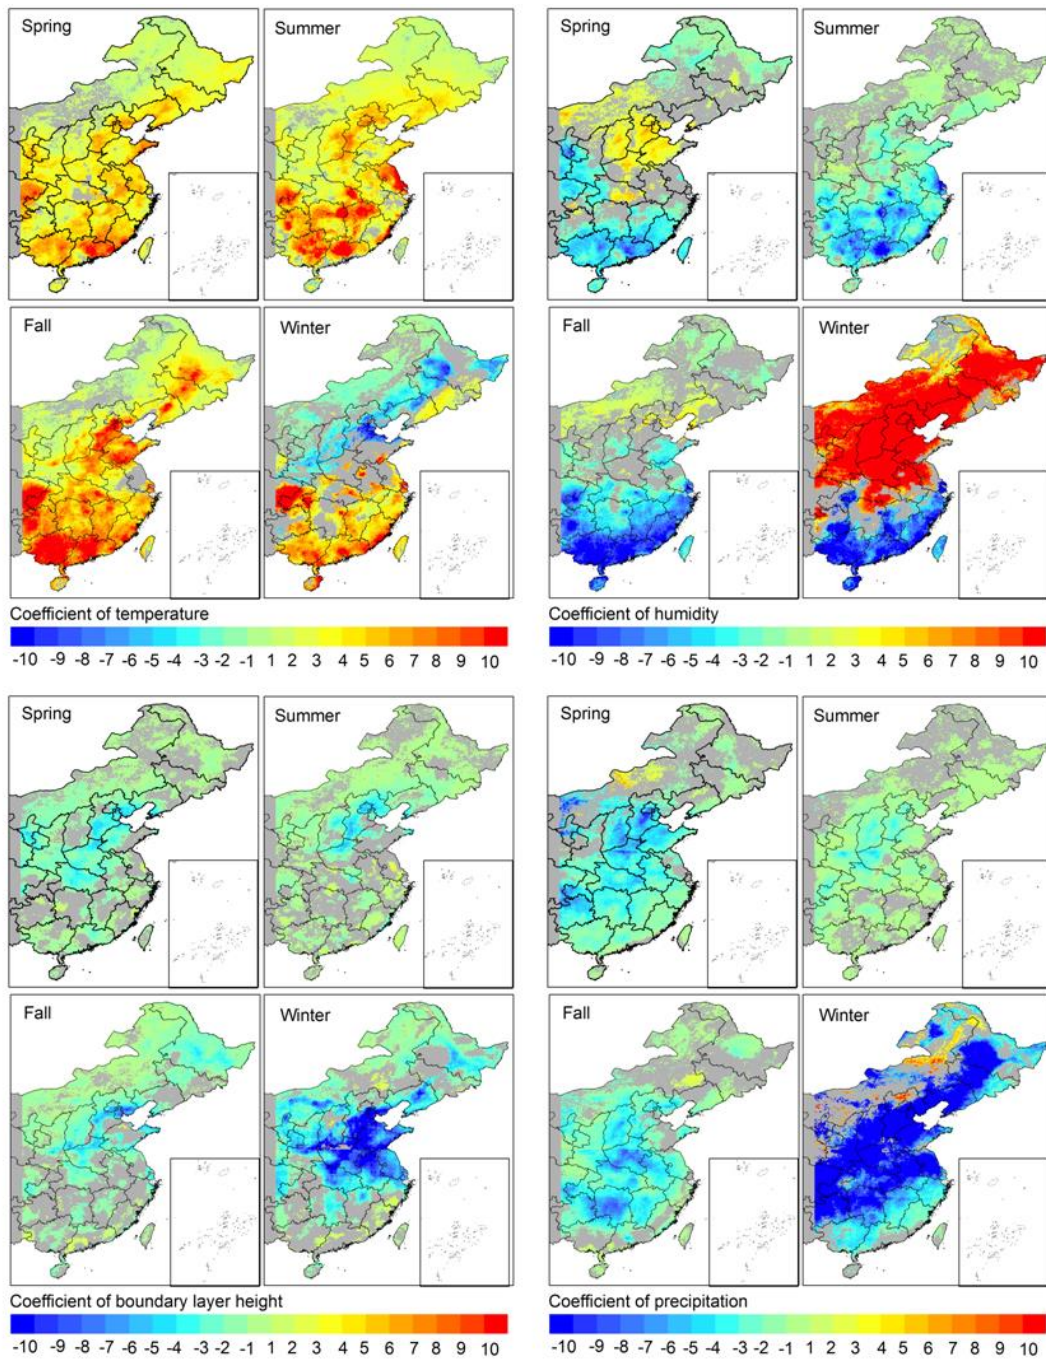 Spring
Summer
Spring
Summer
Fall
Winter
Fall
Winter
Coefficient of temperature
Coefficient of humidity
-10 -9 -8 -7 -6 -5 -4 -3 -2 -1 1 2 3 4 5 6 7 8 9 10
-10 -9 -8 -7 -6 -5 -4 -3 -2 -1 1 2 3 4 5 6 7 8 9 10
Spring
Summer
Spring
Summer
Fall
Winter
Fall
Winter
Coefficient of boundary layer height
Coefficient of precipitation
-10 -9 -8 -7 -6 -5 -4 -3 -2 -1 1 2 3 4 5 6 7 8 9 10
-10 -9 -8 -7 -6 -5 -4 -3 -2 -1 1 2 3 4 5 6 7 8 9 10